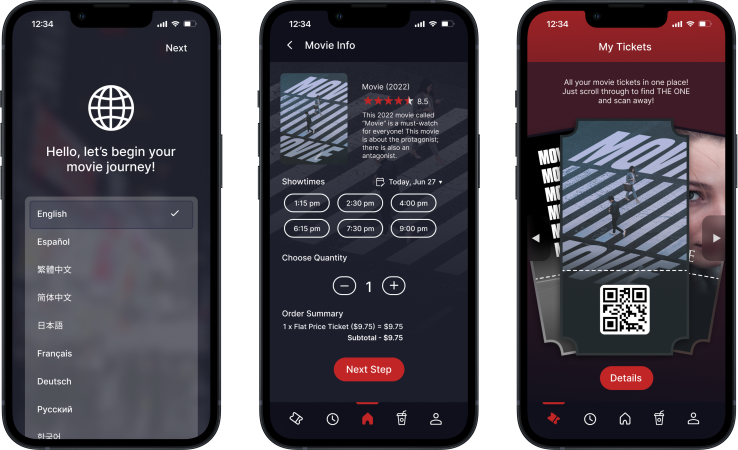 12:34
Next
Hello, let's begin your
movie journey!
English
Español
繁體中文
简体中文
日本語
Français
Deutsch
Русский
한국어
12:34
Movie Info
MOVIE
Movie (2022)
8.5
This 2022 movie called
"Movie" is a must-watch
for everyone! This movie
is about the protagonist;
there is also an
antagonist.
Showtimes
Today, Jun 27
1:15 pm
2:30 pm
4:00 pm
6:15 pm
7:30 pm
9:00 pm
Choose Quantity
1
Order Summary
1 x Flat Price Ticket ($9.75) = $9.75
Subtotal - $9.75
Next Step
12:34
My Tickets
All your movie tickets in one place!
Just scroll through to find THE ONE
and scan away!
Details